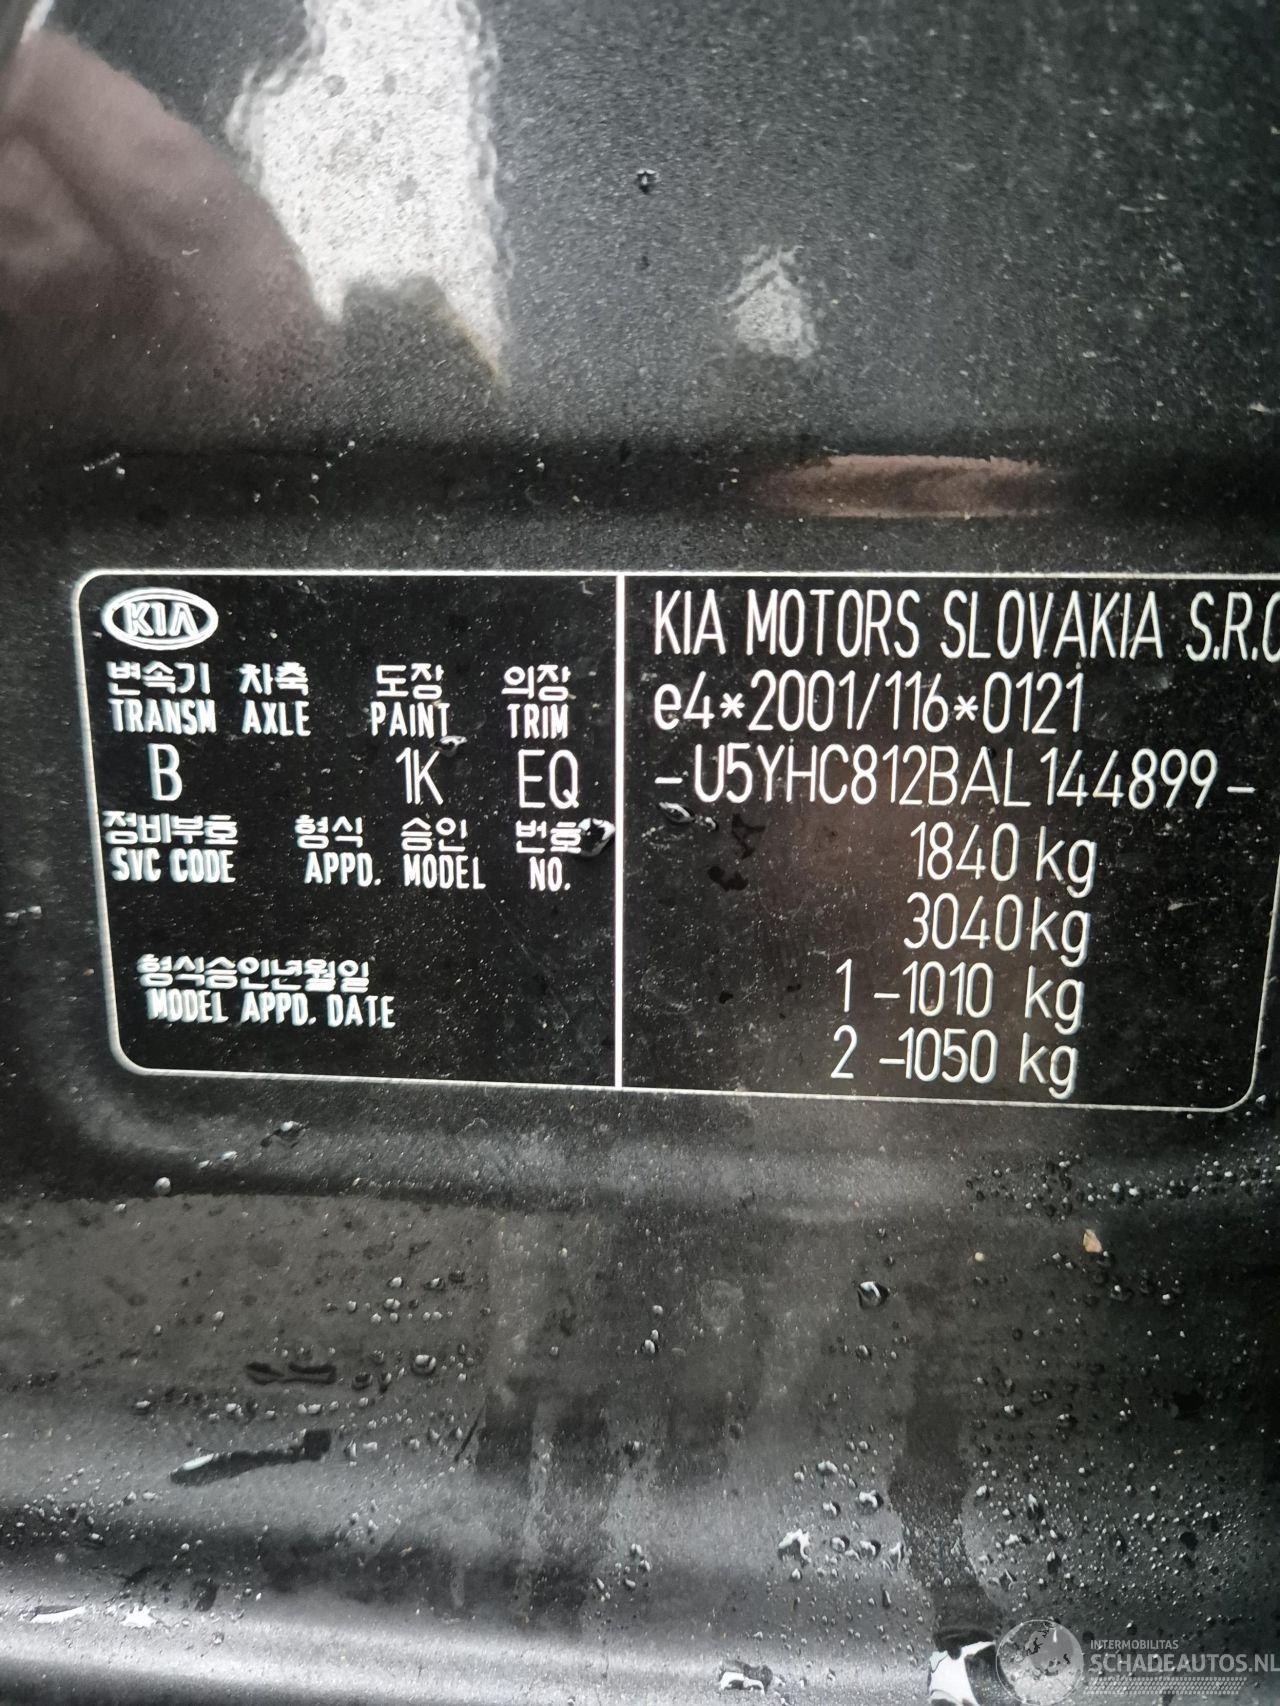 KIA
변속기 차축 도장 의장
TRANSM AXLE PAINT TRIM
B 1K EQ
정비부호 형식 승인 번호
SVC CODE APPD. MODEL NO.
형식승인년월일
MODEL APPD. DATE
KIA MOTORS SLOVAKIA S.R.O
e4*2001/116*0121
-U5YHC812BAL144899-
1840 kg
3040kg
1 -1010 kg
2 -1050 kg
INTERMOBILITAS
SCHADEAUTOS.NL